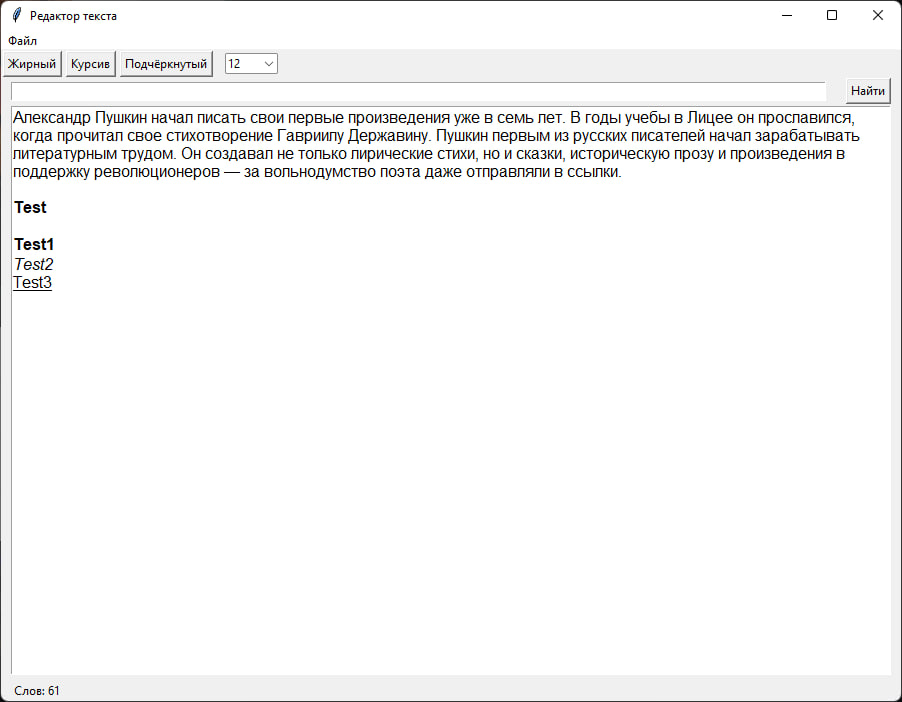 Редактор текста
Файл
Жирный Курсив Подчёркнутый 12
Найти
Александр Пушкин начал писать свои первые произведения уже в семь лет. В годы учебы в Лицее он прославился,
когда прочитал свое стихотворение Гавриилу Державину. Пушкин первым из русских писателей начал зарабатывать
литературным трудом. Он создавал не только лирические стихи, но и сказки, историческую прозу и произведения в
поддержку революционеров — за вольнодумство поэта даже отправляли в ссылки.
Test
Test1
Test2
Test3
Слов: 61